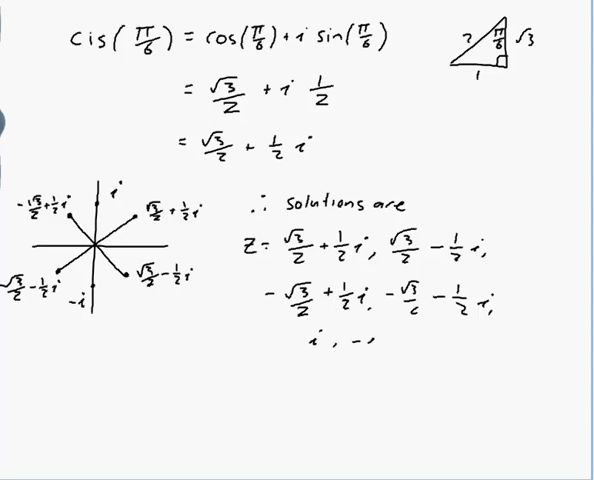 cis(π/6) = cos(π/6) + i sin(π/6)
2 π/6 √3
1
= √3/2 + i 1/2
= √3/2 + 1/2 i
i
-√3/2 + 1/2 i
√3/2 + 1/2 i
-√3/2 - 1/2 i
√3/2 - 1/2 i
-i
∴ solutions are
z = √3/2 + 1/2 i, √3/2 - 1/2 i,
- √3/2 + 1/2 i, - √3/2 - 1/2 i,
i, -